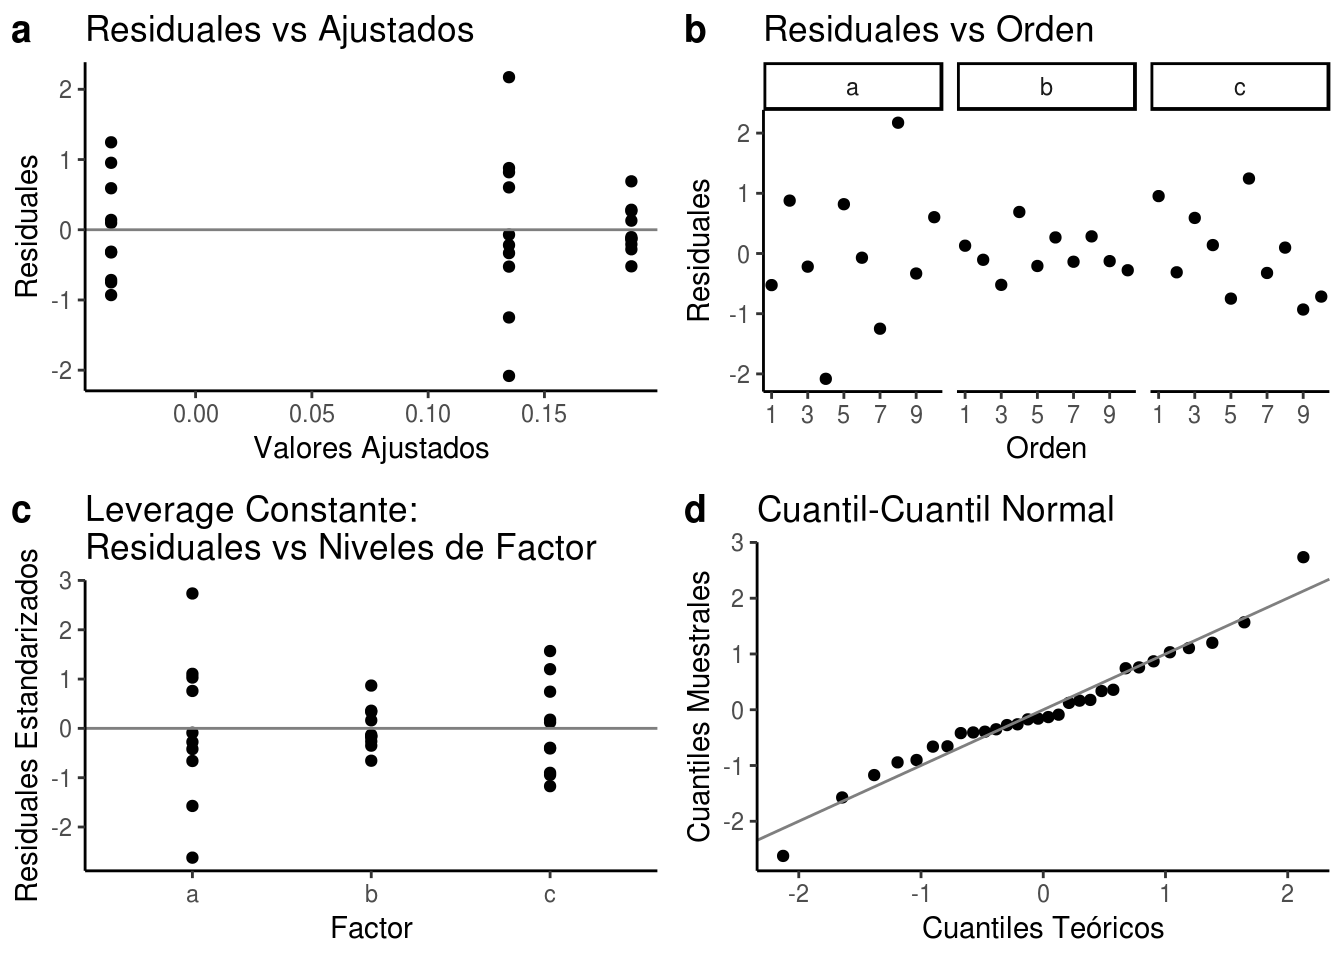 a Residuales vs Ajustados
Residuales
2
1
0
-1
-2
0.00 0.05 0.10 0.15
Valores Ajustados
b Residuales vs Orden
a b c
Residuales
2
1
0
-1
-2
1 3 5 7 9 1 3 5 7 9 1 3 5 7 9
Orden
c Leverage Constante:
Residuales vs Niveles de Factor
Residuales Estandarizados
3
2
1
0
-1
-2
a b c
Factor
d Cuantil-Cuantil Normal
Cuantiles Muestrales
3
2
1
0
-1
-2
-2 -1 0 1 2
Cuantiles Teóricos